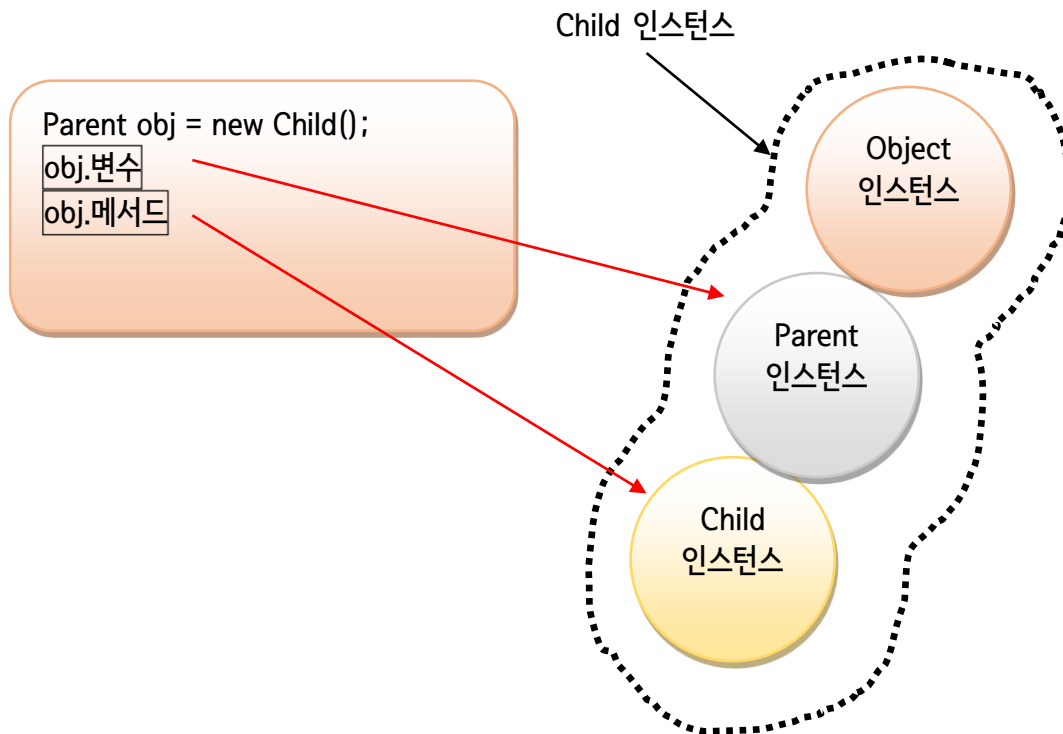 Child 인스턴스
Parent obj = new Child();
obj.변수
obj.메서드
Object
인스턴스
Parent
인스턴스
Child
인스턴스